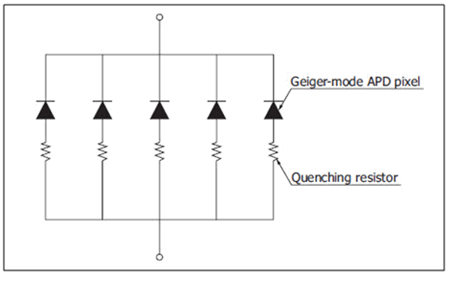 Geiger-mode APD pixel
Quenching resistor